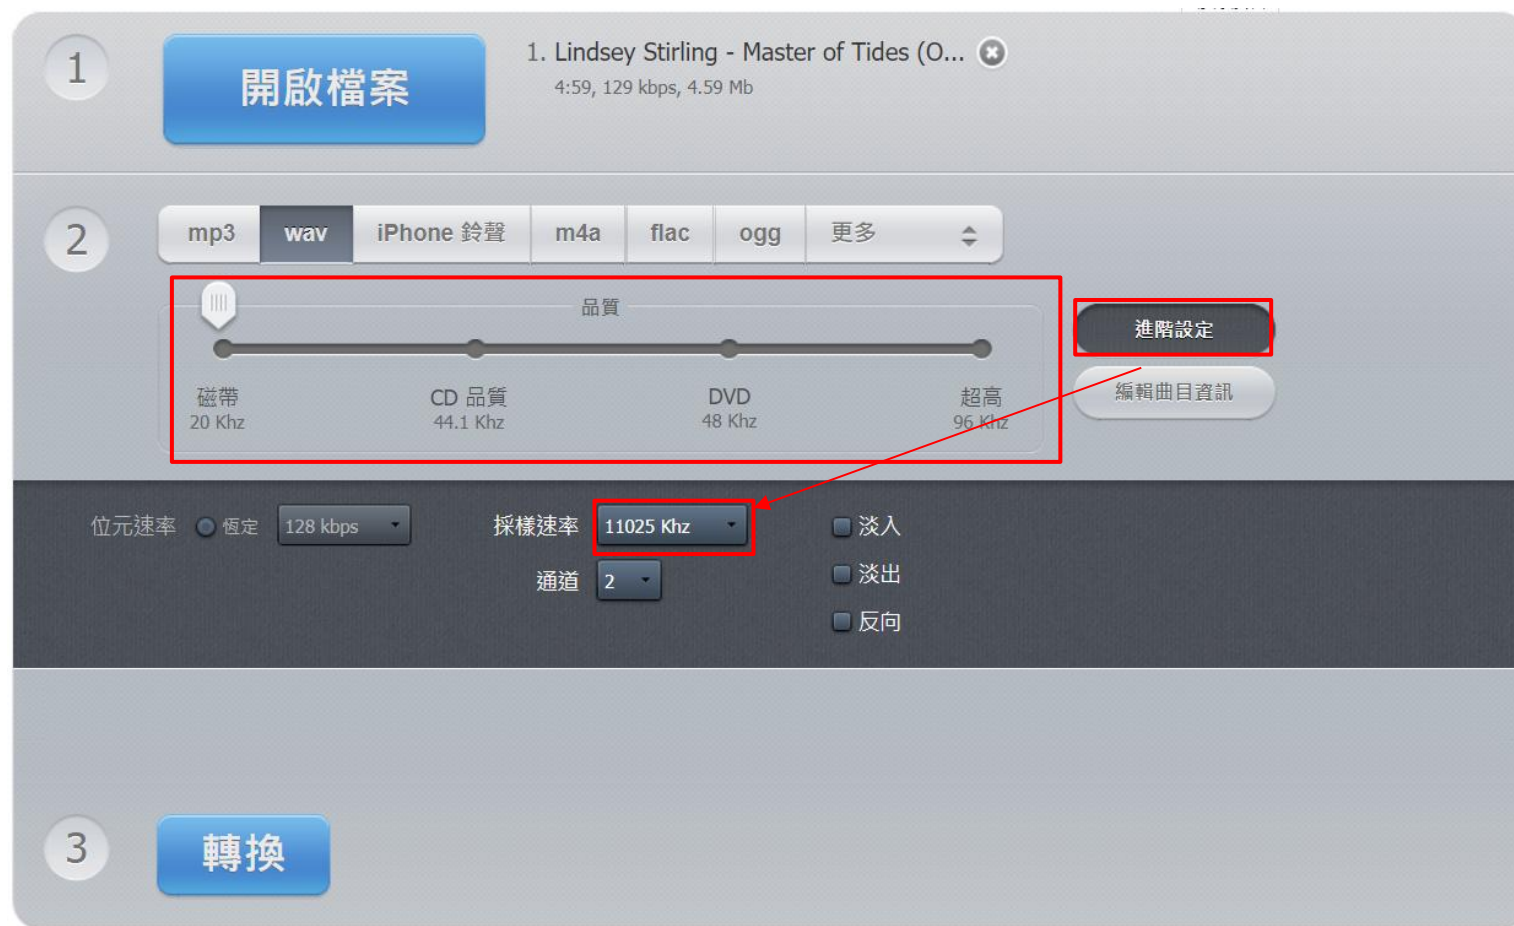 1
開啟檔案
1. Lindsey Stirling - Master of Tides (O...
4:59, 129 kbps, 4.59 Mb
2
mp3 wav iPhone 鈴聲 m4a flac ogg 更多
品質
磁帶 CD 品質 DVD 超高
20 Khz 44.1 Khz 48 Khz 96 Khz
進階設定
編輯曲目資訊
位元速率 恆定 128 kbps 採樣速率 11025 Khz 淡入
通道 2 淡出
反向
3
轉換